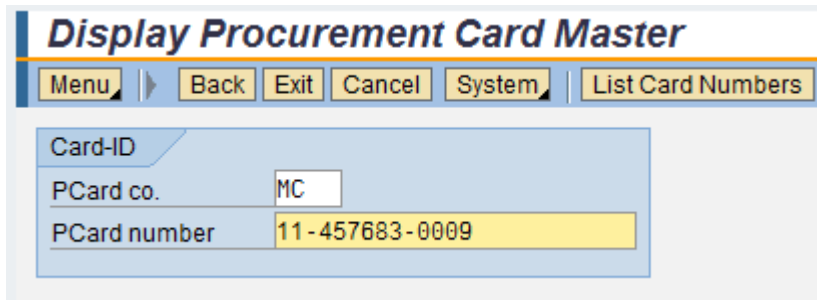 Display Procurement Card Master
Menu Back Exit Cancel System List Card Numbers
Card-ID
PCard co. MC
PCard number 11-457683-0009